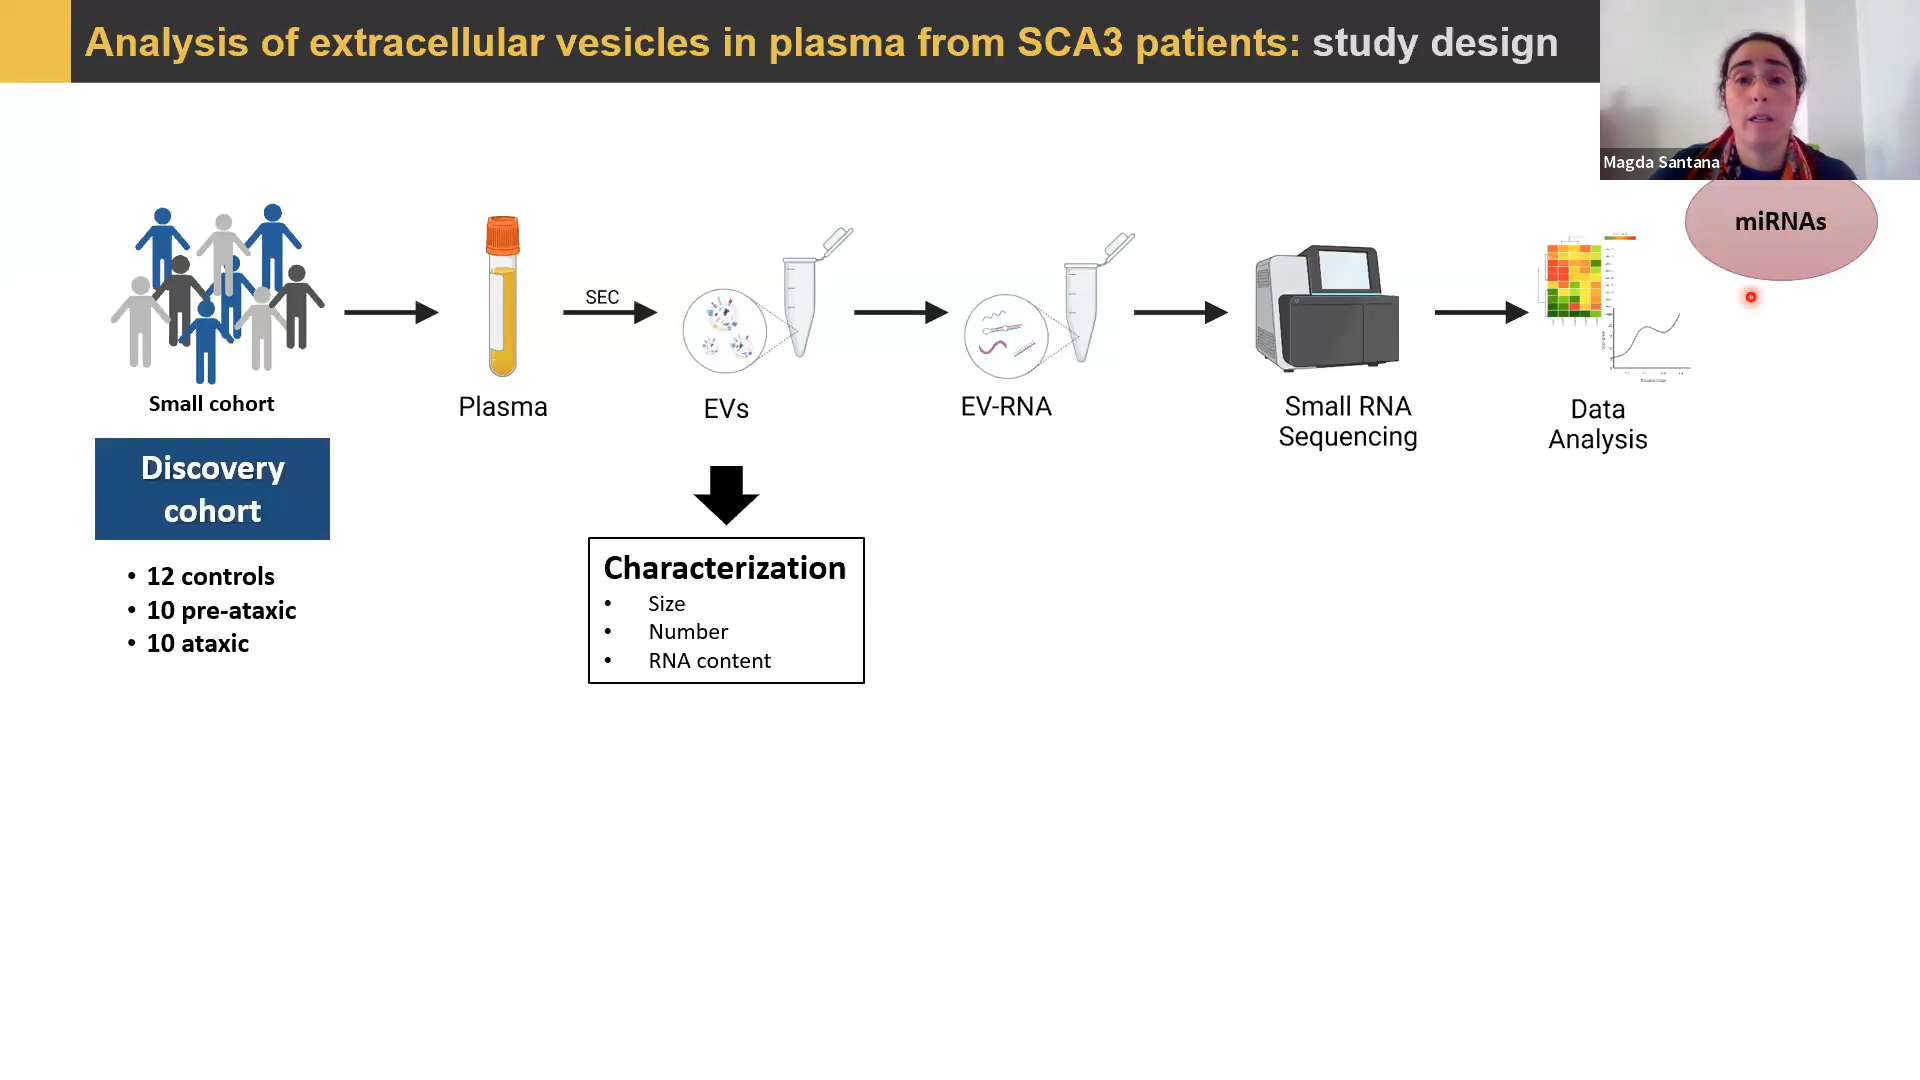 Analysis of extracellular vesicles in plasma from SCA3 patients: study design
Magda Santana
miRNAs
SEC
Small cohort
Plasma
EVs
EV-RNA
Small RNA
Sequencing
Data
Analysis
Discovery
cohort
• 12 controls
• 10 pre-ataxic
• 10 ataxic
Characterization
• Size
• Number
• RNA content